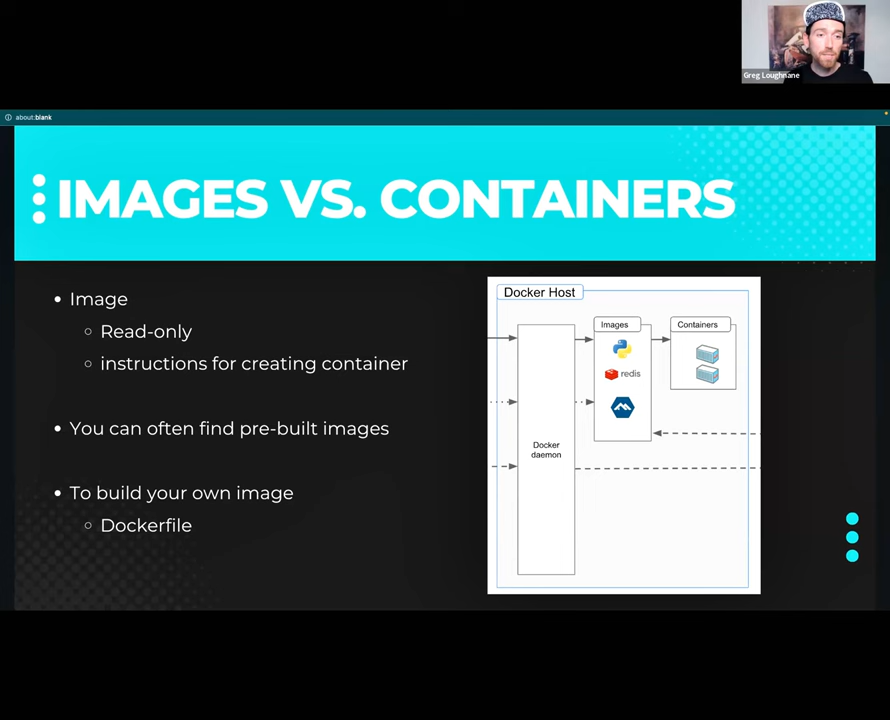 Greg Loughnane
about:blank
IMAGES VS. CONTAINERS
Image
Read-only
instructions for creating container
You can often find pre-built images
To build your own image
Dockerfile
Docker Host
Images
Containers
redis
Docker
daemon